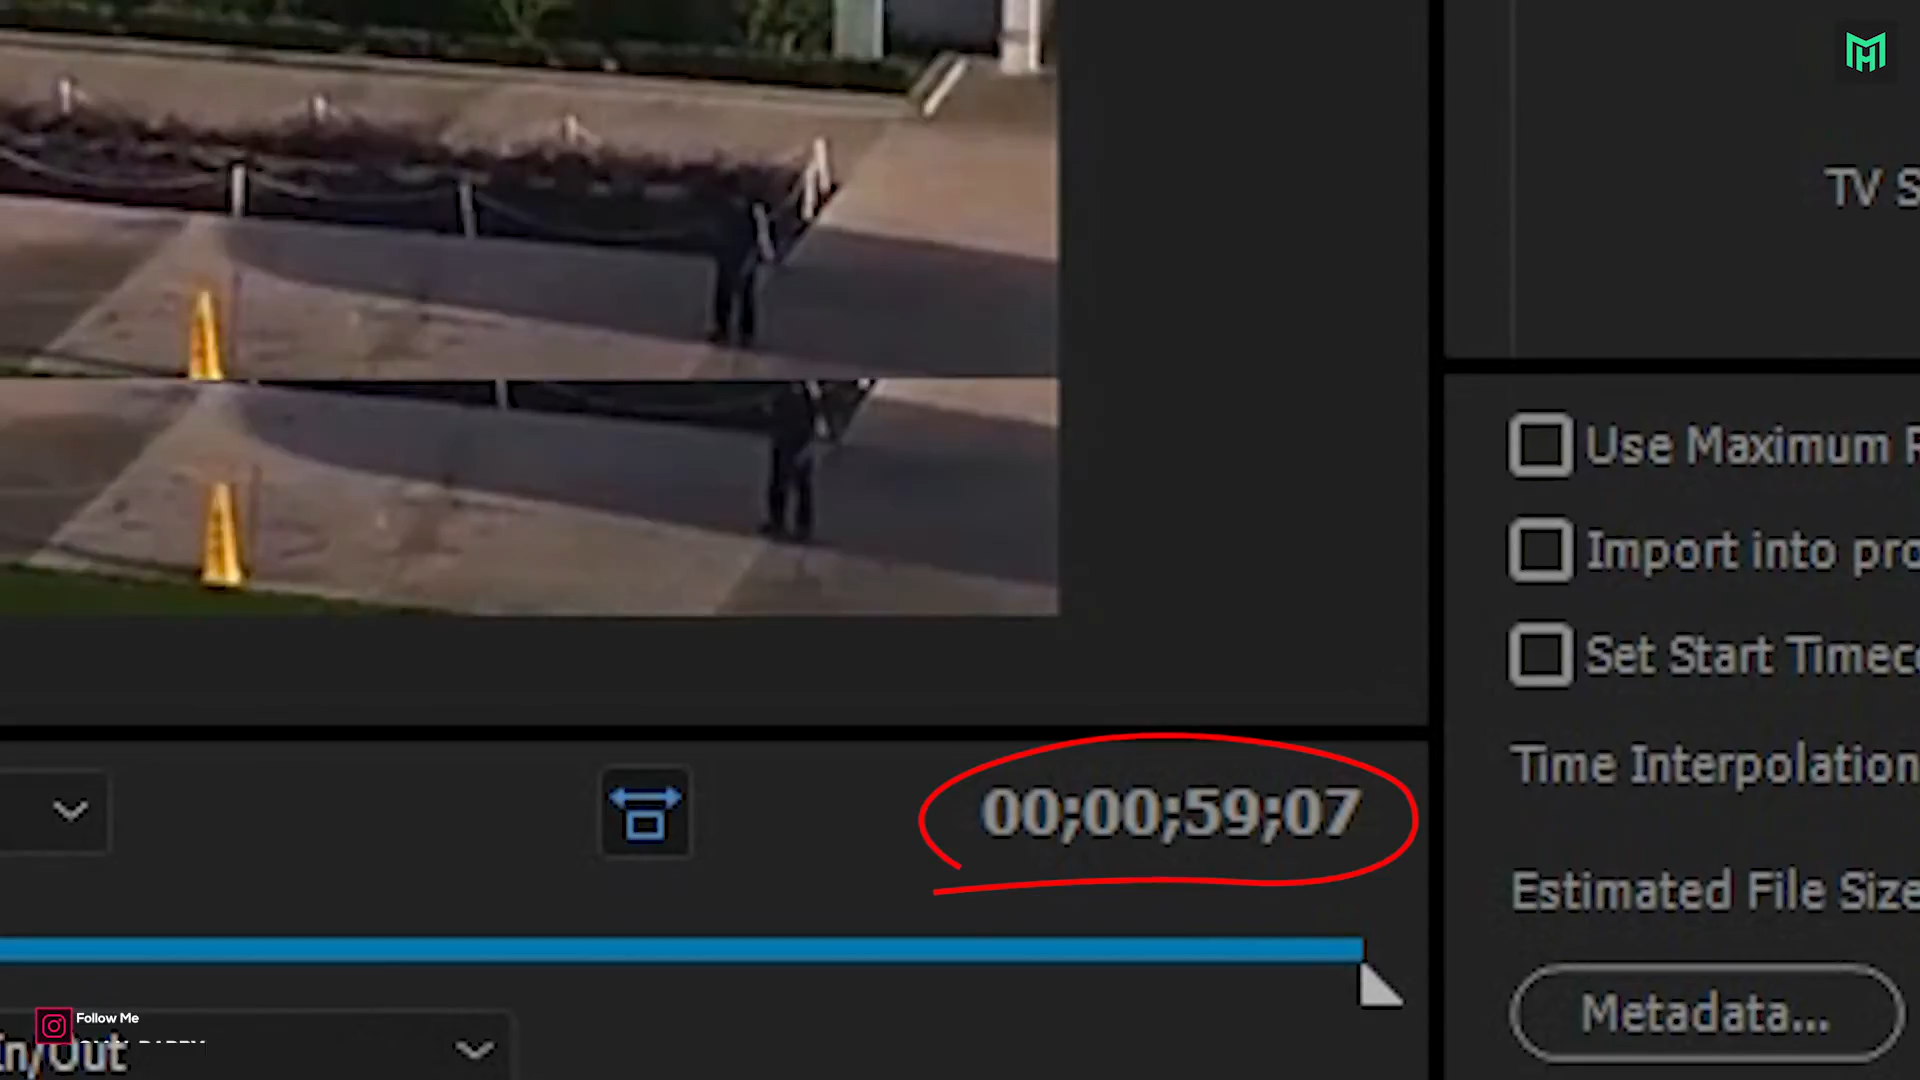 TV S
Use Maximum R
Import into pro
Set Start Timeco
Time Interpolation
00;00;59;07
Estimated File Size
Metadata...
Follow Me
In/Out